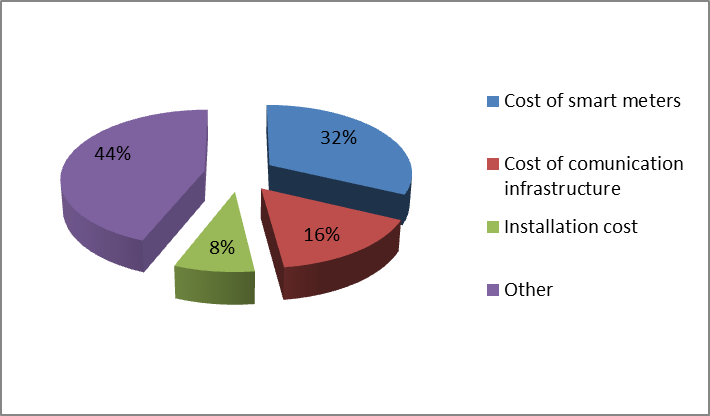 32%
44%
16%
8%
Cost of smart meters
Cost of comunication
infrastructure
Installation cost
Other